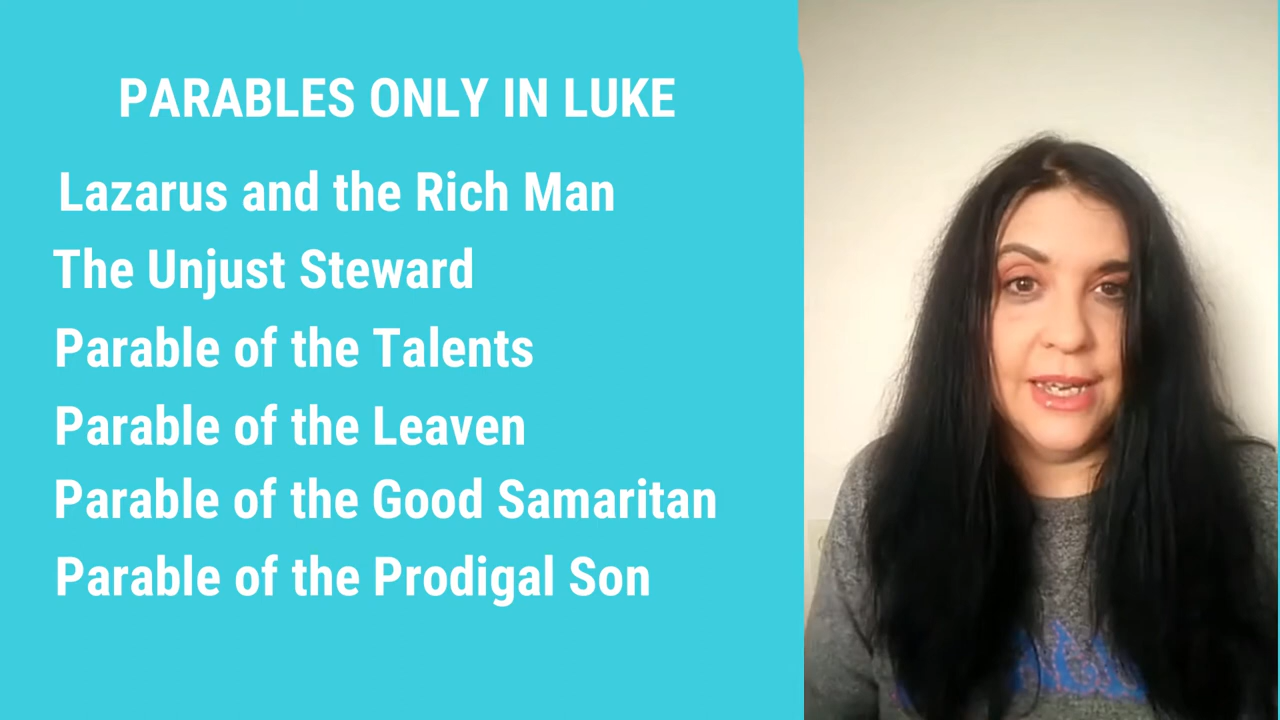 PARABLES ONLY IN LUKE
Lazarus and the Rich Man
The Unjust Steward
Parable of the Talents
Parable of the Leaven
Parable of the Good Samaritan
Parable of the Prodigal Son